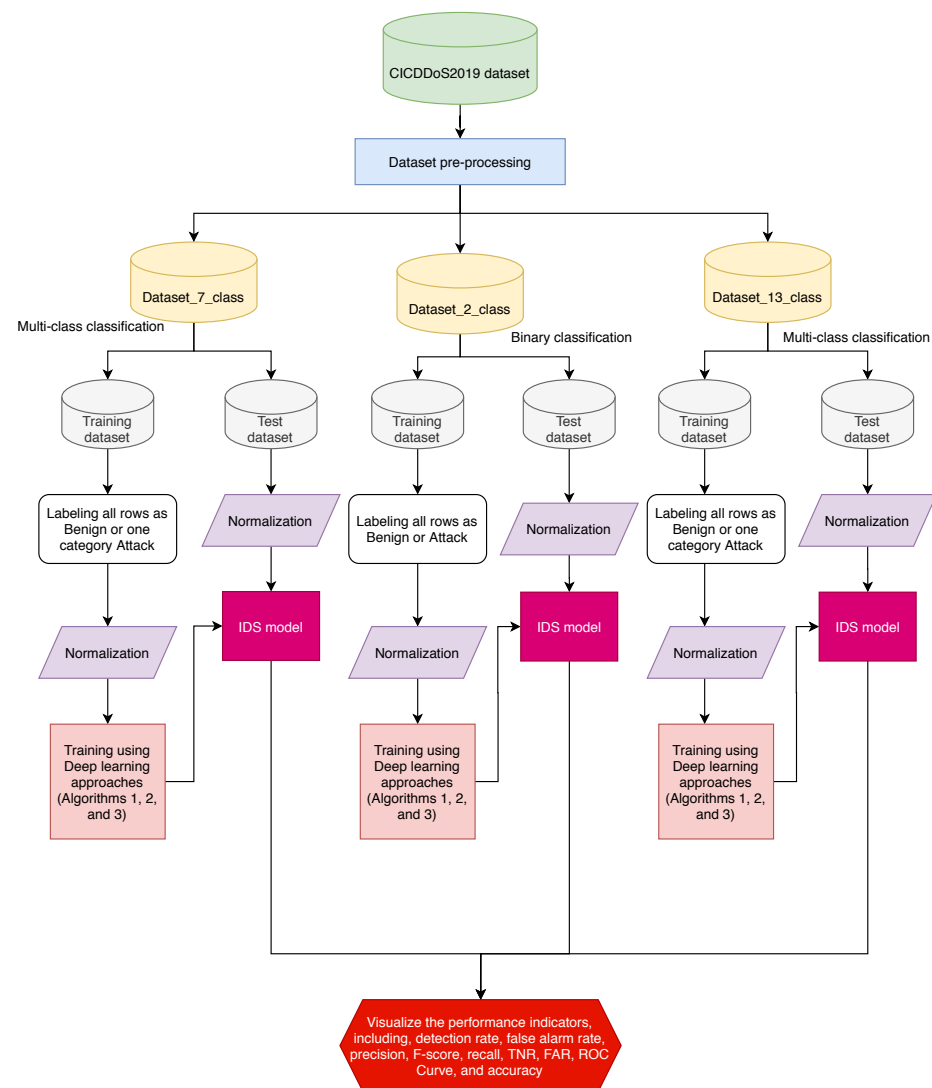 CICDDoS2019 dataset
Dataset pre-processing
Dataset_7_class
Dataset_2_class
Dataset_13_class
Multi-class classification
Binary classification
Multi-class classification
Training
dataset
Test
dataset
Training
dataset
Test
dataset
Training
dataset
Test
dataset
Labeling all rows as
Benign or one
category Attack
Normalization
Labeling all rows as
Benign or Attack
Normalization
Labeling all rows as
Benign or one
category Attack
Normalization
Normalization
IDS model
Normalization
IDS model
Normalization
IDS model
Training using
Deep learning
approaches
(Algorithms 1, 2,
and 3)
Training using
Deep learning
approaches
(Algorithms 1, 2,
and 3)
Training using
Deep learning
approaches
(Algorithms 1, 2,
and 3)
Visualize the performance indicators,
including, detection rate, false alarm rate,
precision, F-score, recall, TNR, FAR, ROC
Curve, and accuracy